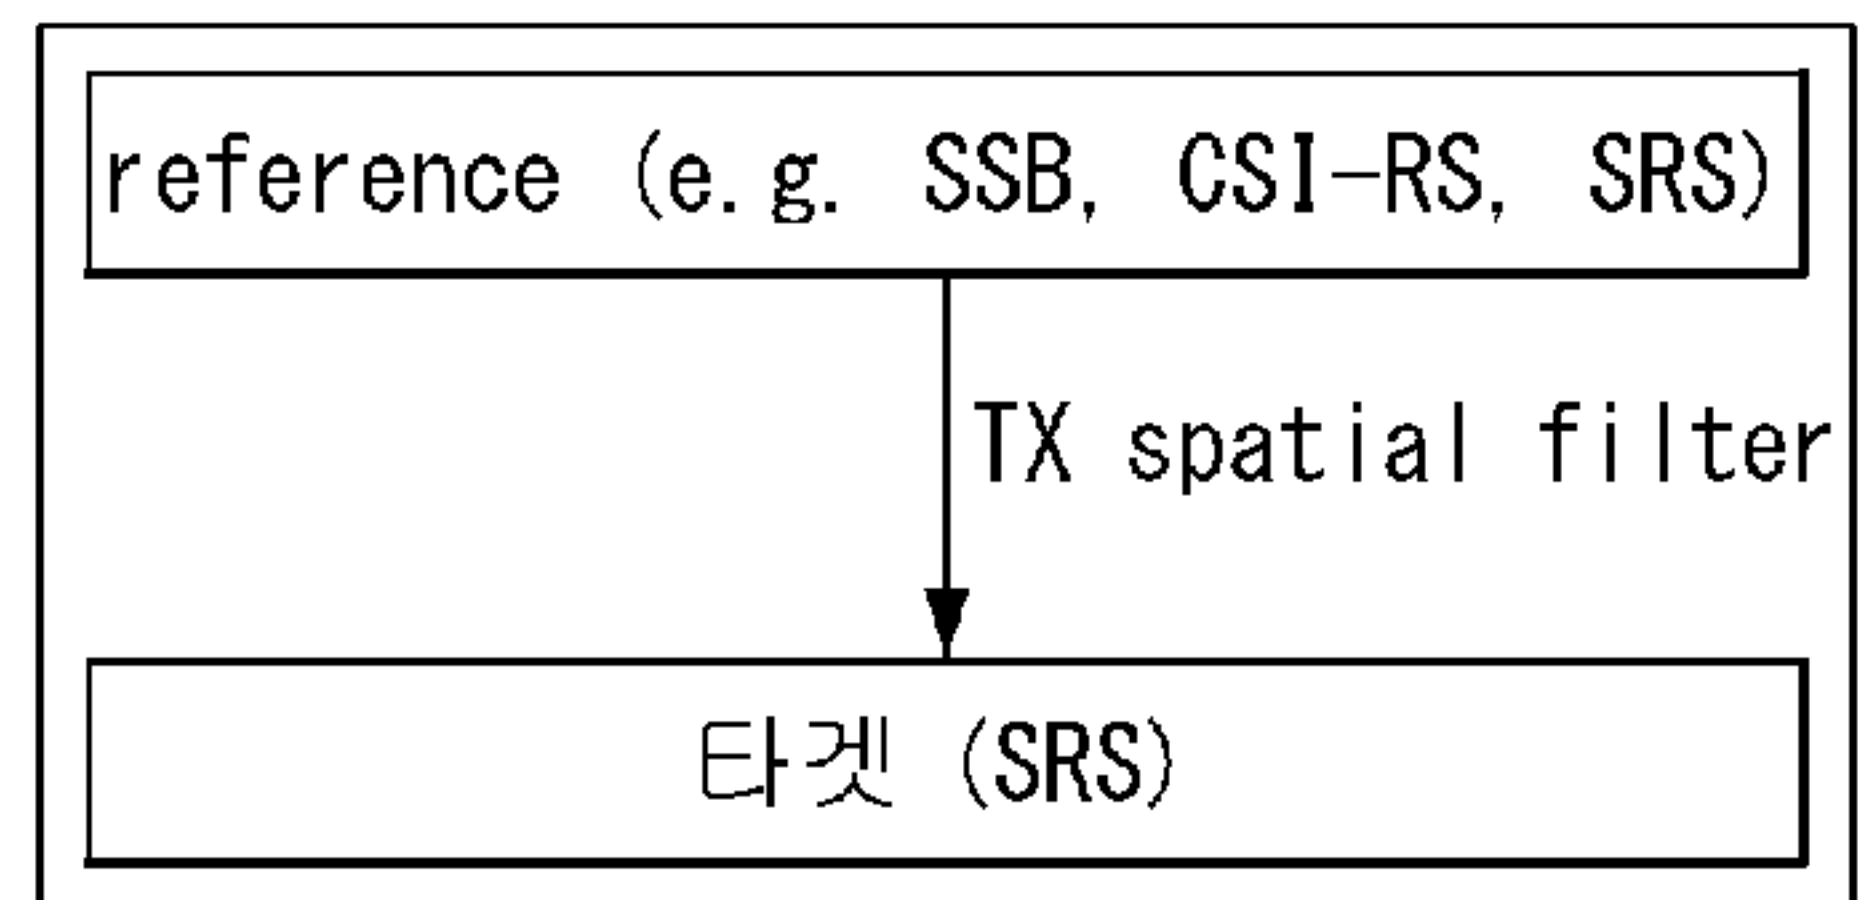 reference (e.g. SSB, CSI-RS, SRS)
TX spatial filter
타겟 (SRS)